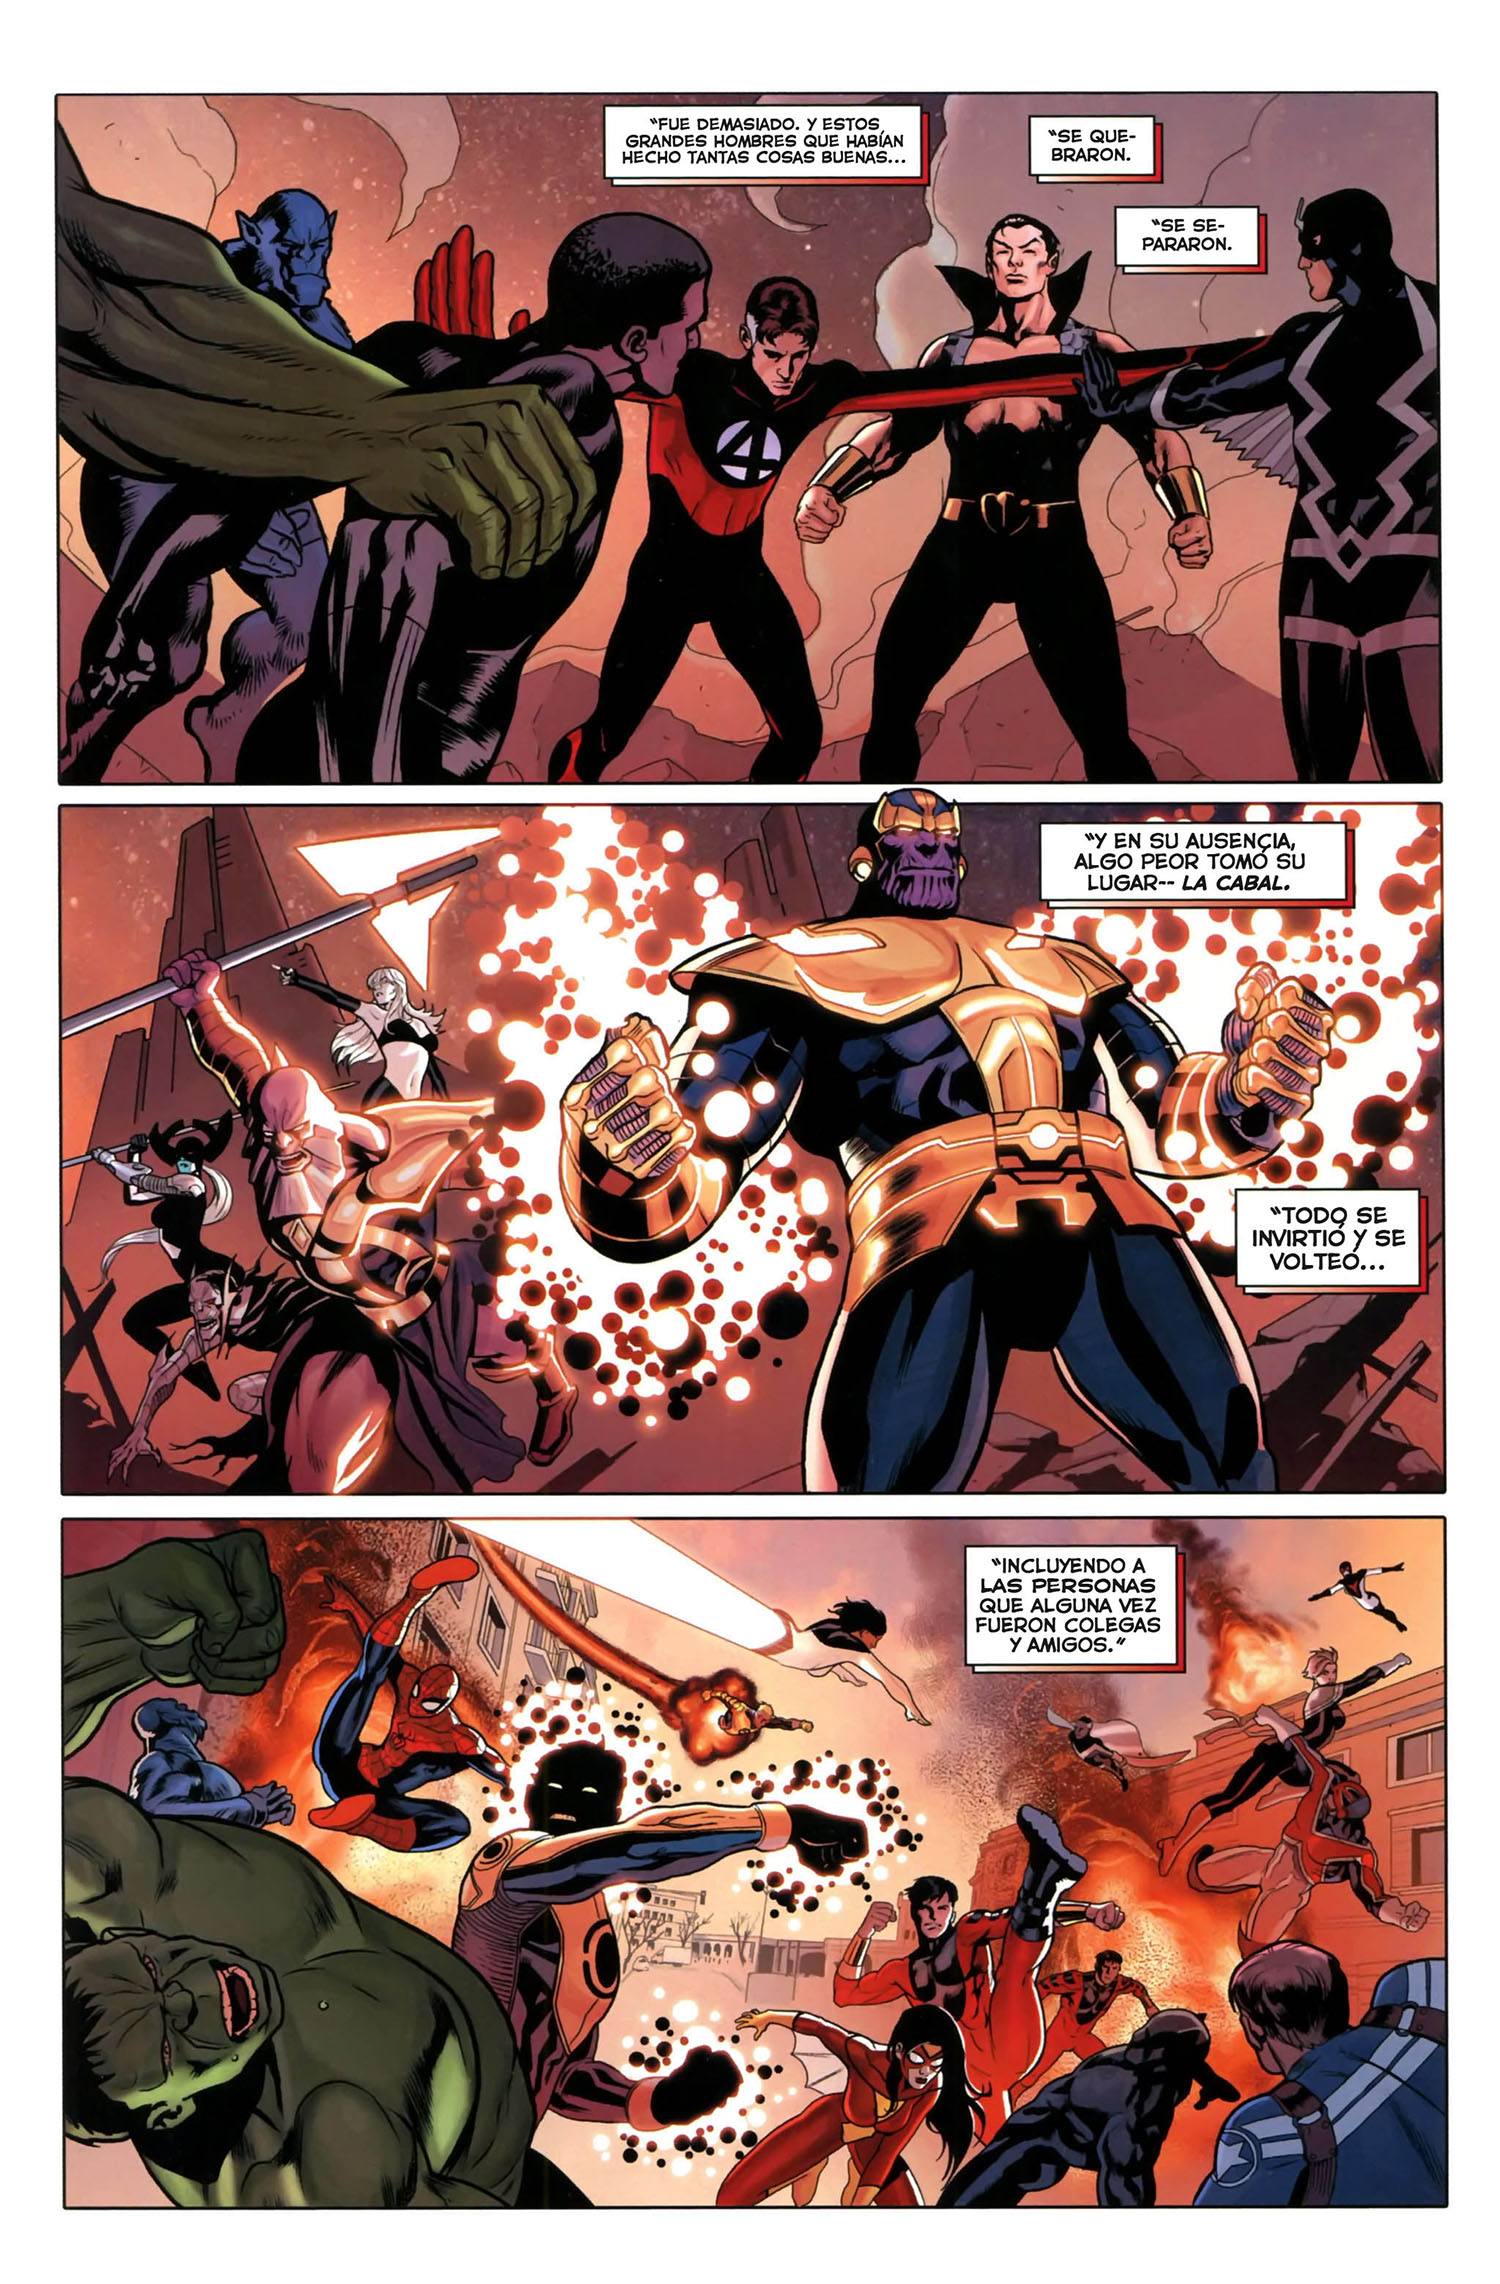 “FUE DEMASIADO. Y ESTOS
GRANDES HOMBRES QUE HABÍAN
HECHO TANTAS COSAS BUENAS...
“SE QUE-
BRARON.
“SE SE-
PARARON.
4
“Y EN SU AUSENCIA,
ALGO PEOR TOMÓ SU
LUGAR-- LA CABAL.
“TODO SE
INVIRTIÓ Y SE
VOLTEÓ...
“INCLUYENDO A
LAS PERSONAS
QUE ALGUNA VEZ
FUERON COLEGAS
Y AMIGOS.”